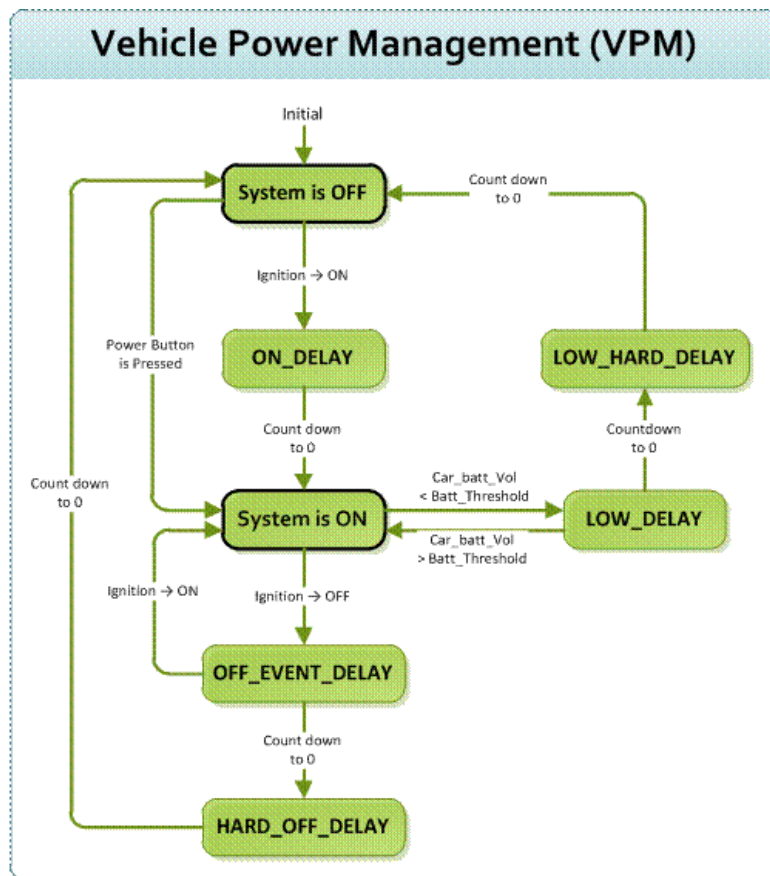 Vehicle Power Management (VPM)
Initial
System is OFF
Count down
to 0
Ignition → ON
Power Button
is Pressed
ON_DELAY
LOW_HARD_DELAY
Count down
to 0
Countdown
to 0
Count down
to 0
Car_batt_Vol
< Batt_Threshold
System is ON
LOW_DELAY
Car_batt_Vol
> Batt_Threshold
Ignition → ON
Ignition → OFF
OFF_EVENT_DELAY
Count down
to 0
HARD_OFF_DELAY